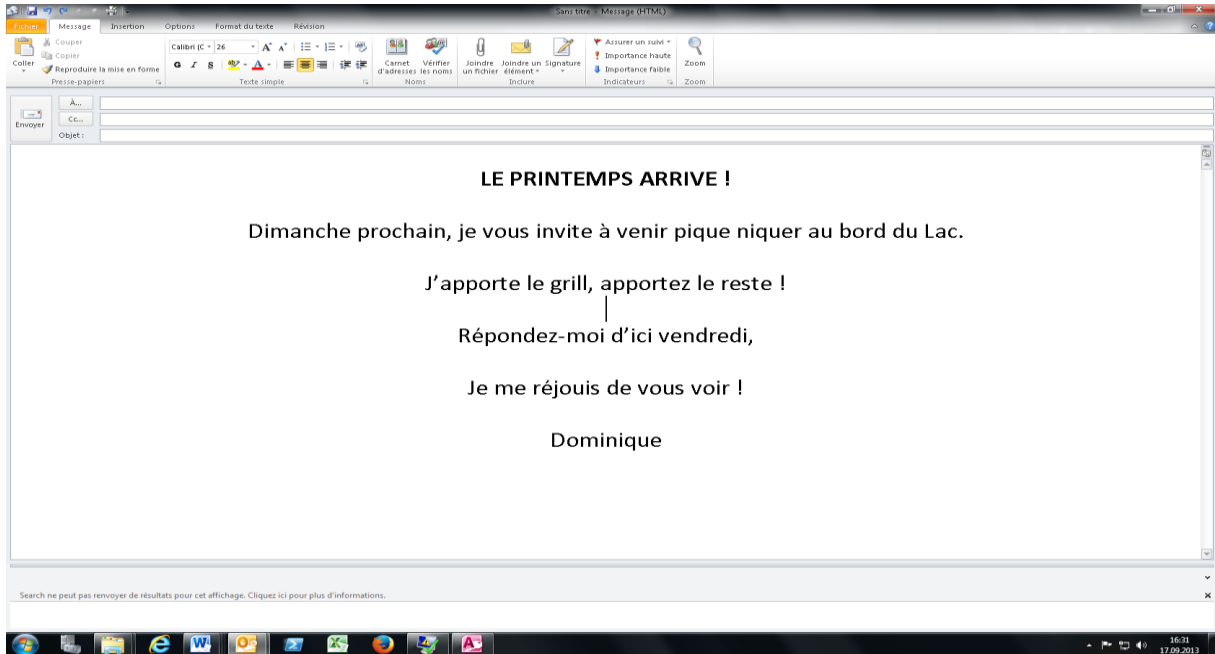 Sans titre - Message (HTML)
Fichier Message Insertion Options Format du texte Révision
Coller
Couper
Copier
Reproduire la mise en forme
Presse-papiers
Calibri (C 26
G I S
Texte simple
Carnet d'adresses
Vérifier les noms
Noms
Joindre un fichier
Joindre un élément
Signature
Inclure
Assurer un suivi
Importance haute
Importance faible
Indicateurs
Zoom
Zoom
Envoyer
À...
Cc...
Objet :
LE PRINTEMPS ARRIVE !
Dimanche prochain, je vous invite à venir pique niquer au bord du Lac.
J’apporte le grill, apportez le reste !
Répondez-moi d’ici vendredi,
Je me réjouis de vous voir !
Dominique
Search ne peut pas renvoyer de résultats pour cet affichage. Cliquez ici pour plus d'informations.
16:31
17.09.2013